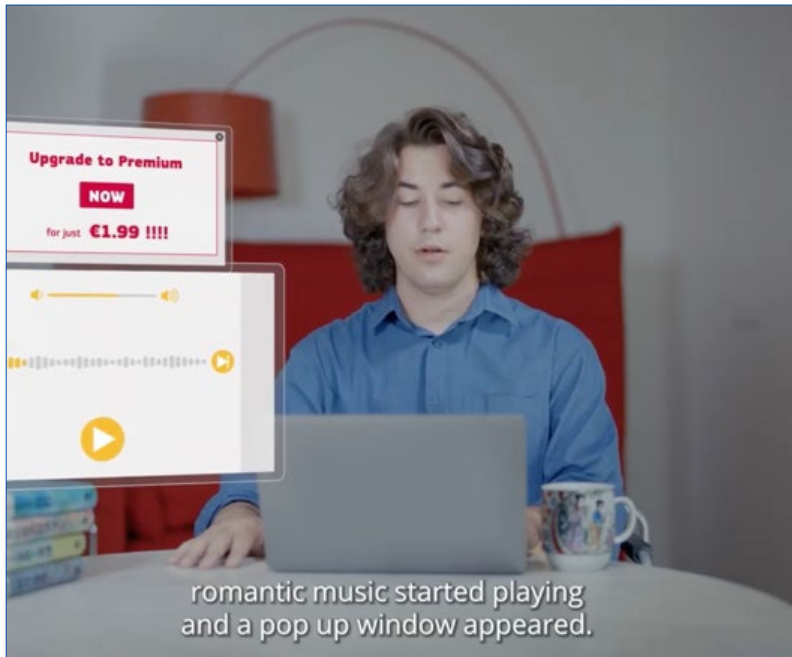 Upgrade to Premium
NOW
for just €1.99 !!!!
romantic music started playing
and a pop up window appeared.